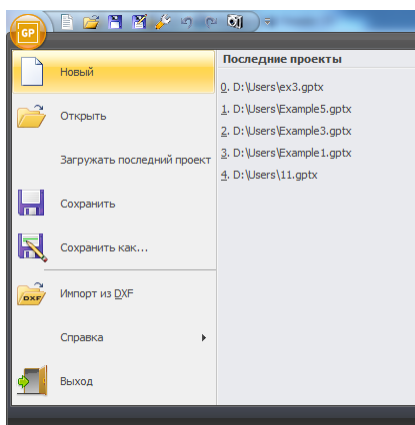 GP
Новый
Открыть
Загружать последний проект
Сохранить
Сохранить как...
DXF
Импорт из DXF
Справка
Выход
Последние проекты
0. D:\Users\ex3.gptx
1. D:\Users\Example5.gptx
2. D:\Users\Example3.gptx
3. D:\Users\Example1.gptx
4. D:\Users\11.gptx